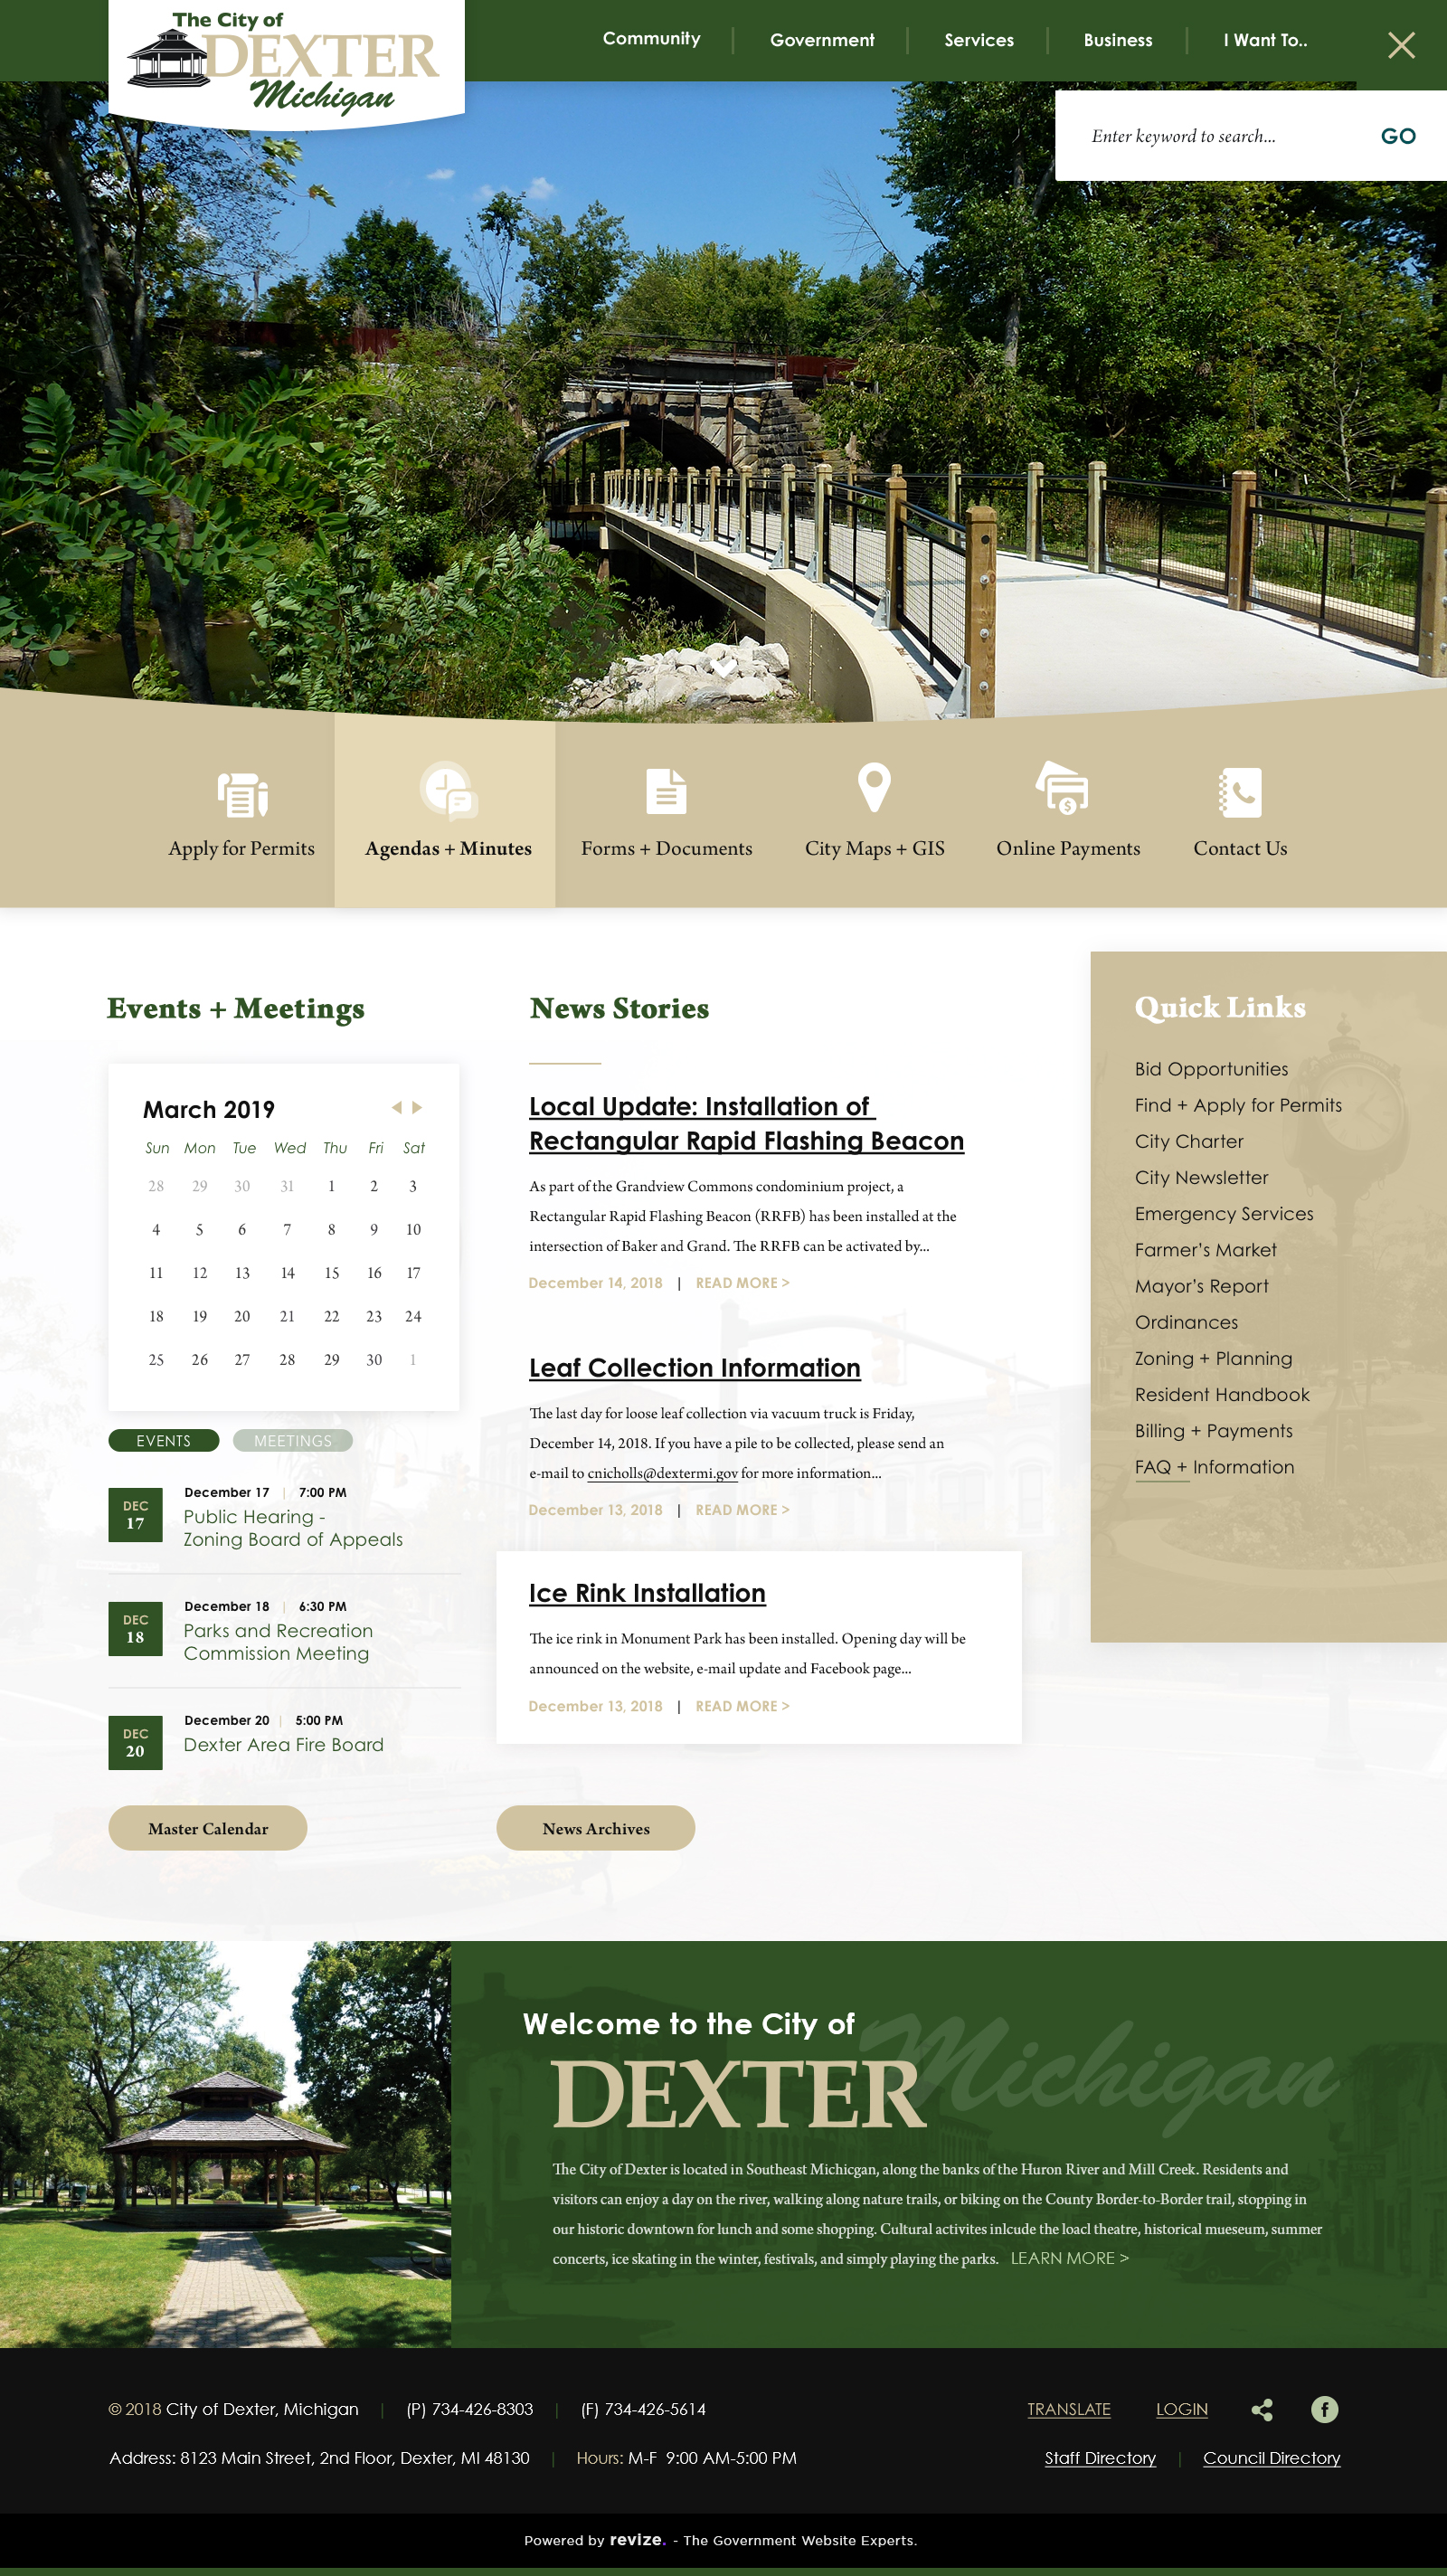 The City of
DEXTER
Michigan
Community
Government
Services
Business
I Want To..
Enter keyword to search...
GO
Apply for Permits
Agendas + Minutes
Forms + Documents
City Maps + GIS
Online Payments
Contact Us
Events + Meetings
March 2019
Sun Mon Tue Wed Thu Fri Sat
28 29 30 31 1 2 3
4 5 6 7 8 9 10
11 12 13 14 15 16 17
18 19 20 21 22 23 24
25 26 27 28 29 30 1
EVENTS
MEETINGS
DEC
17
December 17 | 7:00 PM
Public Hearing -
Zoning Board of Appeals
DEC
18
December 18 | 6:30 PM
Parks and Recreation
Commission Meeting
DEC
20
December 20 | 5:00 PM
Dexter Area Fire Board
Master Calendar
News Stories
Local Update: Installation of
Rectangular Rapid Flashing Beacon
As part of the Grandview Commons condominium project, a
Rectangular Rapid Flashing Beacon (RRFB) has been installed at the
intersection of Baker and Grand. The RRFB can be activated by...
December 14, 2018 | READ MORE >
Leaf Collection Information
The last day for loose leaf collection via vacuum truck is Friday,
December 14, 2018. If you have a pile to be collected, please send an
e-mail to cnicholls@dextermi.gov for more information...
December 13, 2018 | READ MORE >
Ice Rink Installation
The ice rink in Monument Park has been installed. Opening day will be
announced on the website, e-mail update and Facebook page...
December 13, 2018 | READ MORE >
News Archives
Quick Links
Bid Opportunities
Find + Apply for Permits
City Charter
City Newsletter
Emergency Services
Farmer's Market
Mayor's Report
Ordinances
Zoning + Planning
Resident Handbook
Billing + Payments
FAQ + Information
Welcome to the City of
DEXTER
Michigan
The City of Dexter is located in Southeast Michicgan, along the banks of the Huron River and Mill Creek. Residents and
visitors can enjoy a day on the river, walking along nature trails, or biking on the County Border-to-Border trail, stopping in
our historic downtown for lunch and some shopping. Cultural activites inlcude the loacl theatre, historical mueseum, summer
concerts, ice skating in the winter, festivals, and simply playing the parks. LEARN MORE >
© 2018 City of Dexter, Michigan | (P) 734-426-8303 | (F) 734-426-5614
TRANSLATE
LOGIN
Address: 8123 Main Street, 2nd Floor, Dexter, MI 48130 | Hours: M-F 9:00 AM-5:00 PM
Staff Directory | Council Directory
Powered by revize. - The Government Website Experts.